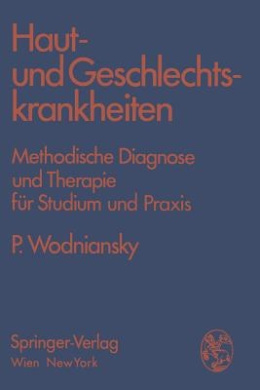 Haut-
und Geschlechts-
krankheiten
Methodische Diagnose
und Therapie
für Studium und Praxis
P. Wodniansky
Springer-Verlag
Wien New York